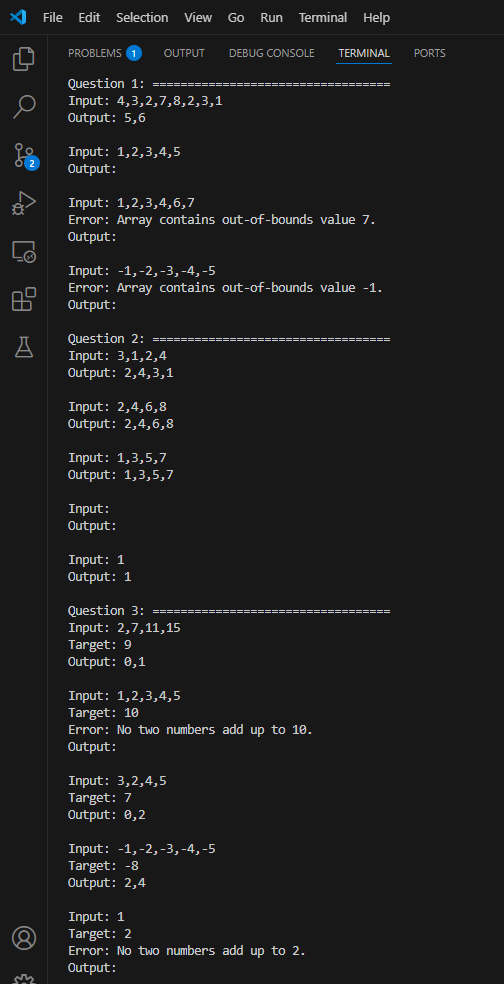 File Edit Selection View Go Run Terminal Help
PROBLEMS 1 OUTPUT DEBUG CONSOLE TERMINAL PORTS
Question 1: ==================================
Input: 4,3,2,7,8,2,3,1
Output: 5,6
Input: 1,2,3,4,5
Output:
Input: 1,2,3,4,6,7
Error: Array contains out-of-bounds value 7.
Output:
Input: -1,-2,-3,-4,-5
Error: Array contains out-of-bounds value -1.
Output:
Question 2: ==================================
Input: 3,1,2,4
Output: 2,4,3,1
Input: 2,4,6,8
Output: 2,4,6,8
Input: 1,3,5,7
Output: 1,3,5,7
Input:
Output:
Input: 1
Output: 1
Question 3: ==================================
Input: 2,7,11,15
Target: 9
Output: 0,1
Input: 1,2,3,4,5
Target: 10
Error: No two numbers add up to 10.
Output:
Input: 3,2,4,5
Target: 7
Output: 0,2
Input: -1,-2,-3,-4,-5
Target: -8
Output: 2,4
Input: 1
Target: 2
Error: No two numbers add up to 2.
Output:
2